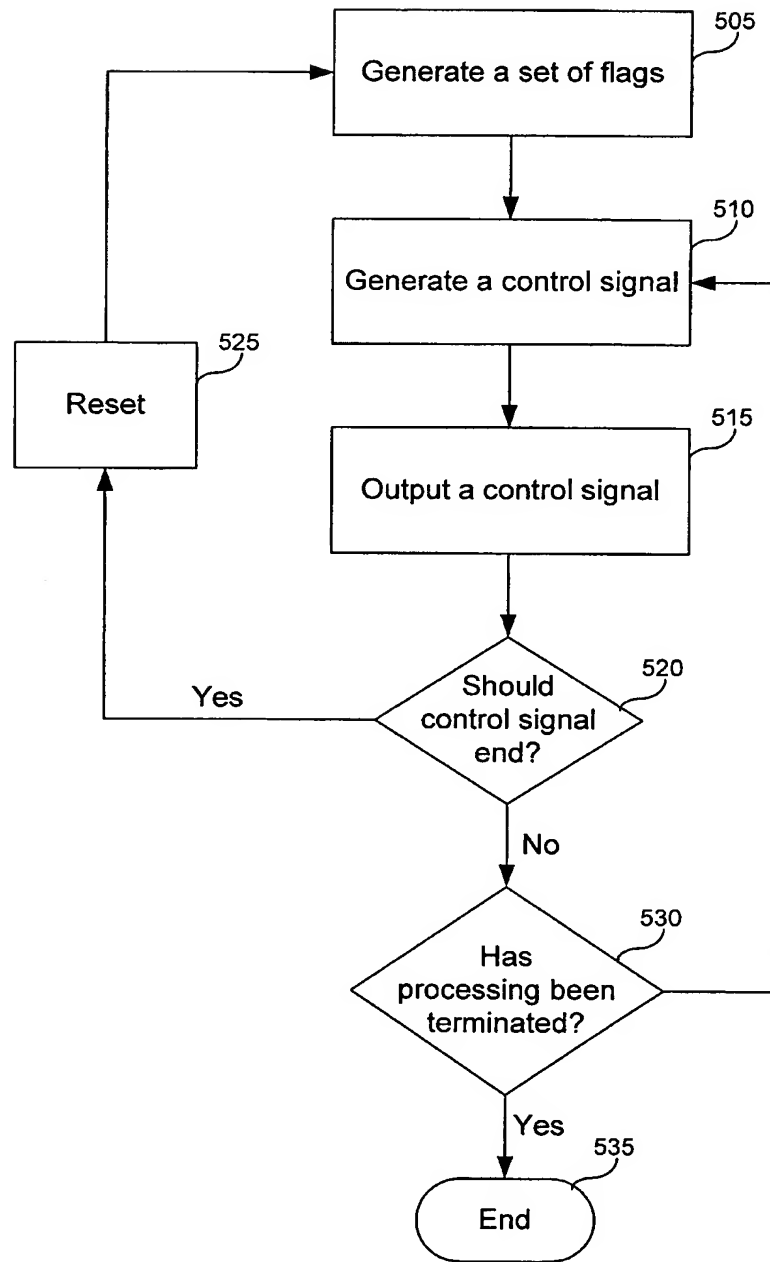 505
Generate a set of flags
510
Generate a control signal
525
Reset
515
Output a control signal
520
Should
control signal
end?
Yes
No
530
Has
processing been
terminated?
Yes
535
End